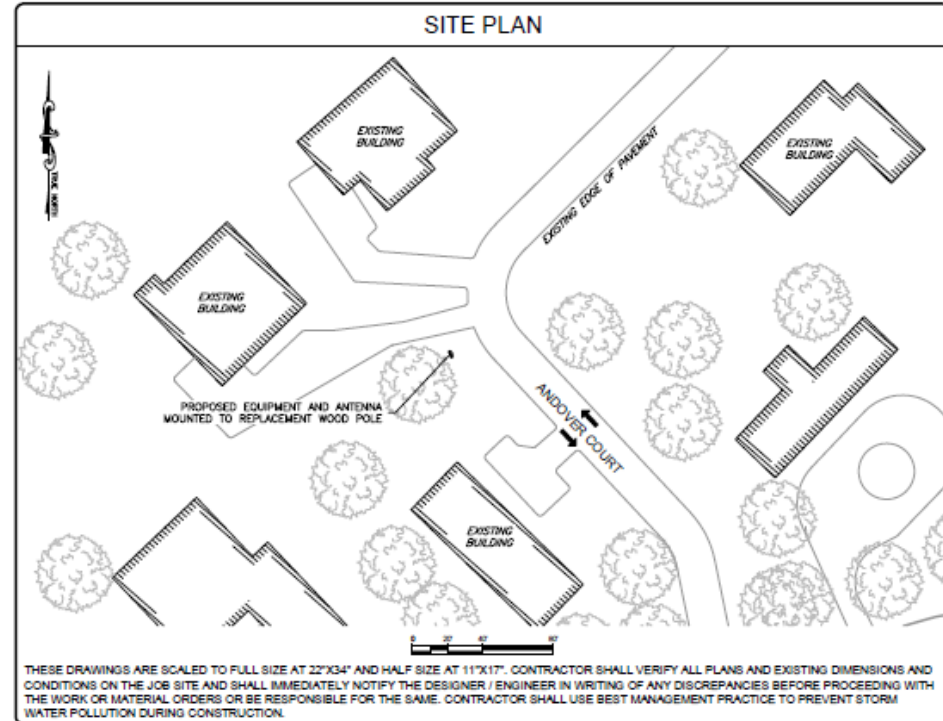 SITE PLAN
TRUE NORTH
EXISTING
BUILDING
EXISTING EDGE OF PAVEMENT
EXISTING
BUILDING
EXISTING
BUILDING
PROPOSED EQUIPMENT AND ANTENNA
MOUNTED TO REPLACEMENT WOOD POLE
ANDOVER COURT
EXISTING
BUILDING
0 20' 40' 80'
THESE DRAWINGS ARE SCALED TO FULL SIZE AT 22"X34" AND HALF SIZE AT 11"X17". CONTRACTOR SHALL VERIFY ALL PLANS AND EXISTING DIMENSIONS AND
CONDITIONS ON THE JOB SITE AND SHALL IMMEDIATELY NOTIFY THE DESIGNER / ENGINEER IN WRITING OF ANY DISCREPANCIES BEFORE PROCEEDING WITH
THE WORK OR MATERIAL ORDERS OR BE RESPONSIBLE FOR THE SAME. CONTRACTOR SHALL USE BEST MANAGEMENT PRACTICE TO PREVENT STORM
WATER POLLUTION DURING CONSTRUCTION.